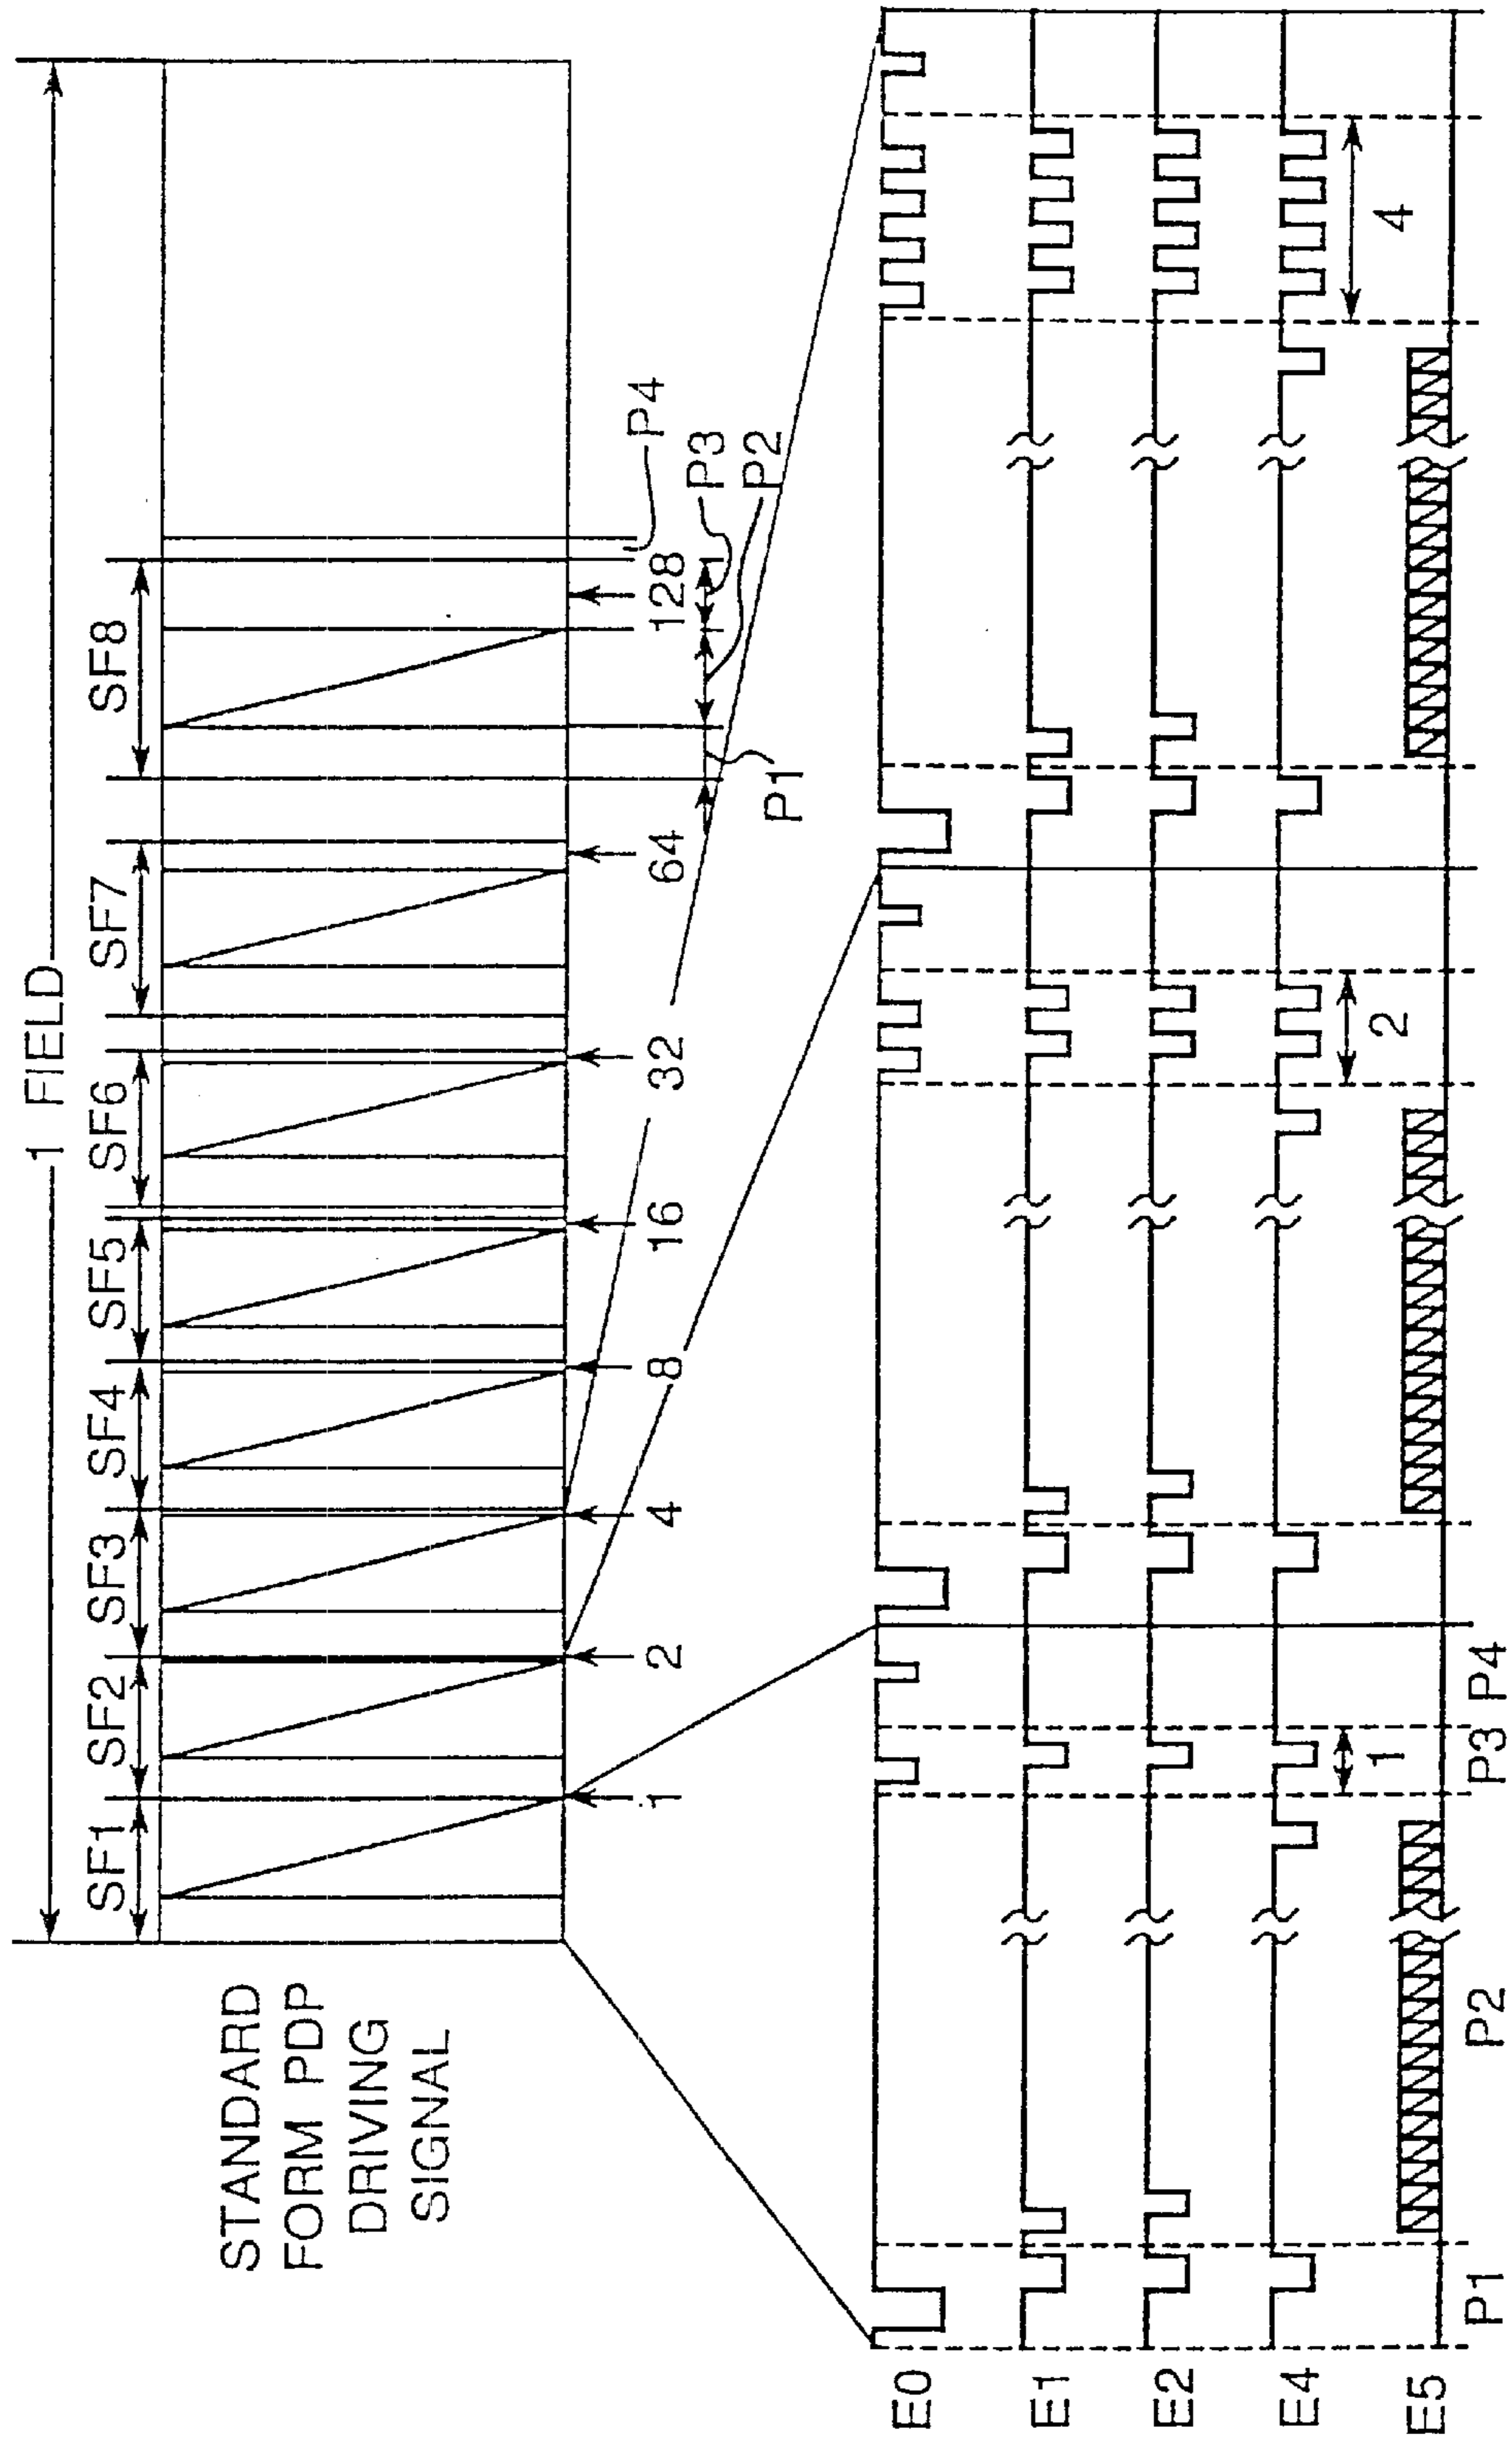 1 FIELD
SF1 SF2 SF3 SF4 SF5 SF6 SF7 SF8
STANDARD
FORM PDP
DRIVING
SIGNAL
1 2 4 8 16 32 64 128 P4
P3
P1 P2
E0
E1
E2
E4
1 2 4
E5
P1 P2 P3 P4